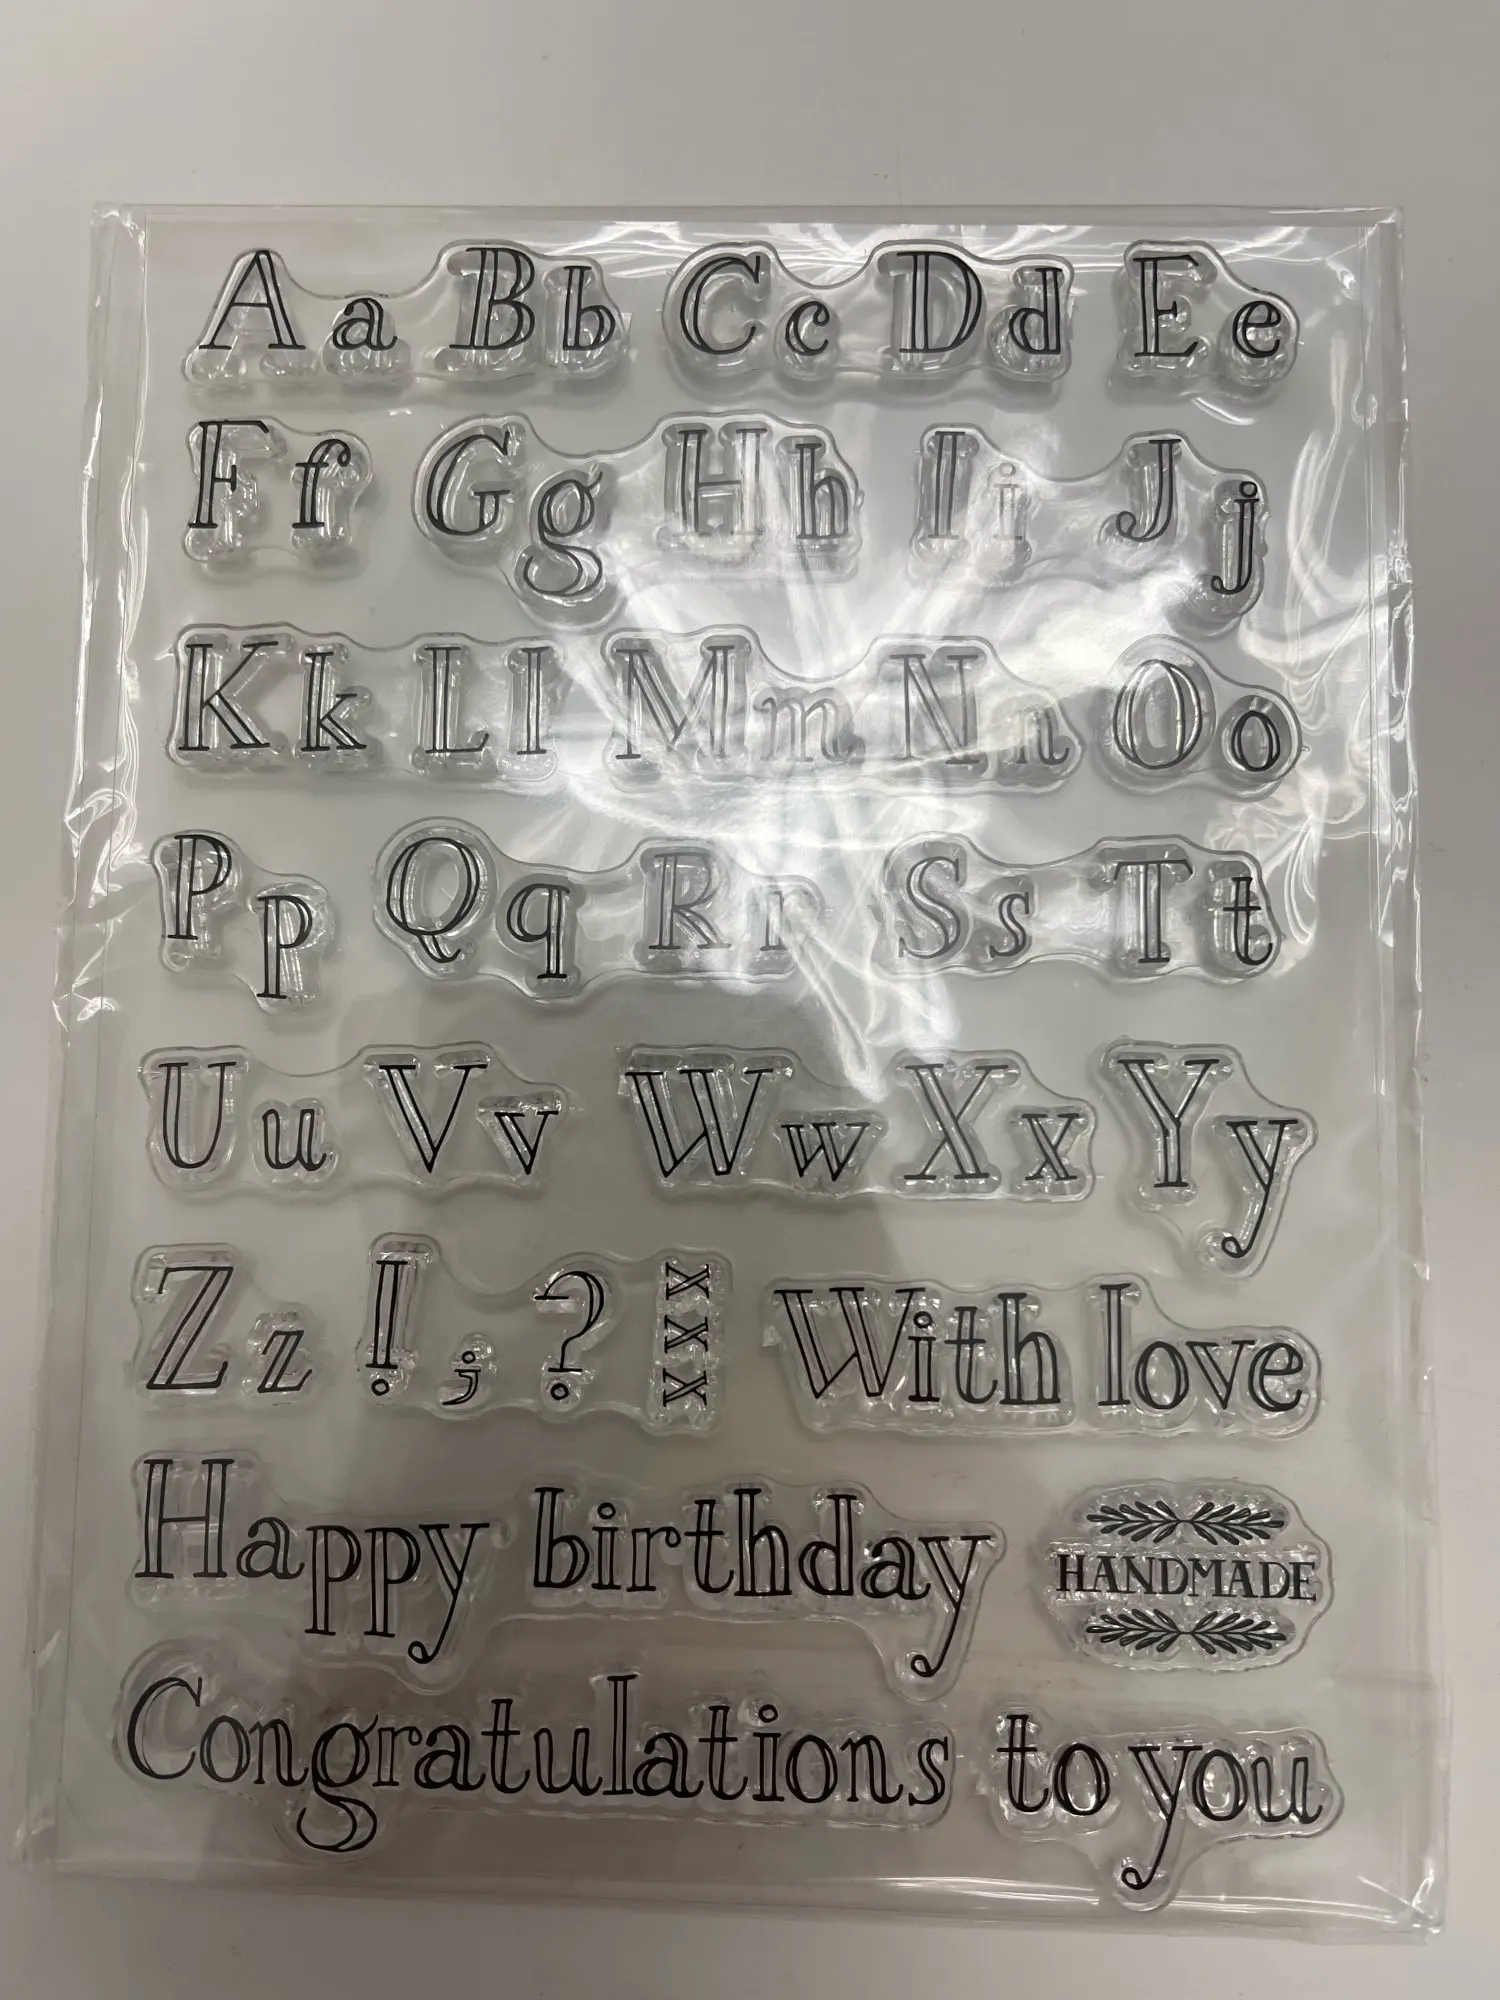 Aa Bb Cc Dd Ee
Ff Gg Hh Ii Jj
Kk Ll Mm Nn Oo
Pp Qq Rr Ss Tt
Uu Vv Ww Xx Yy
Zz ! ; ? XXX With love
Happy birthday HANDMADE
Congratulations to you